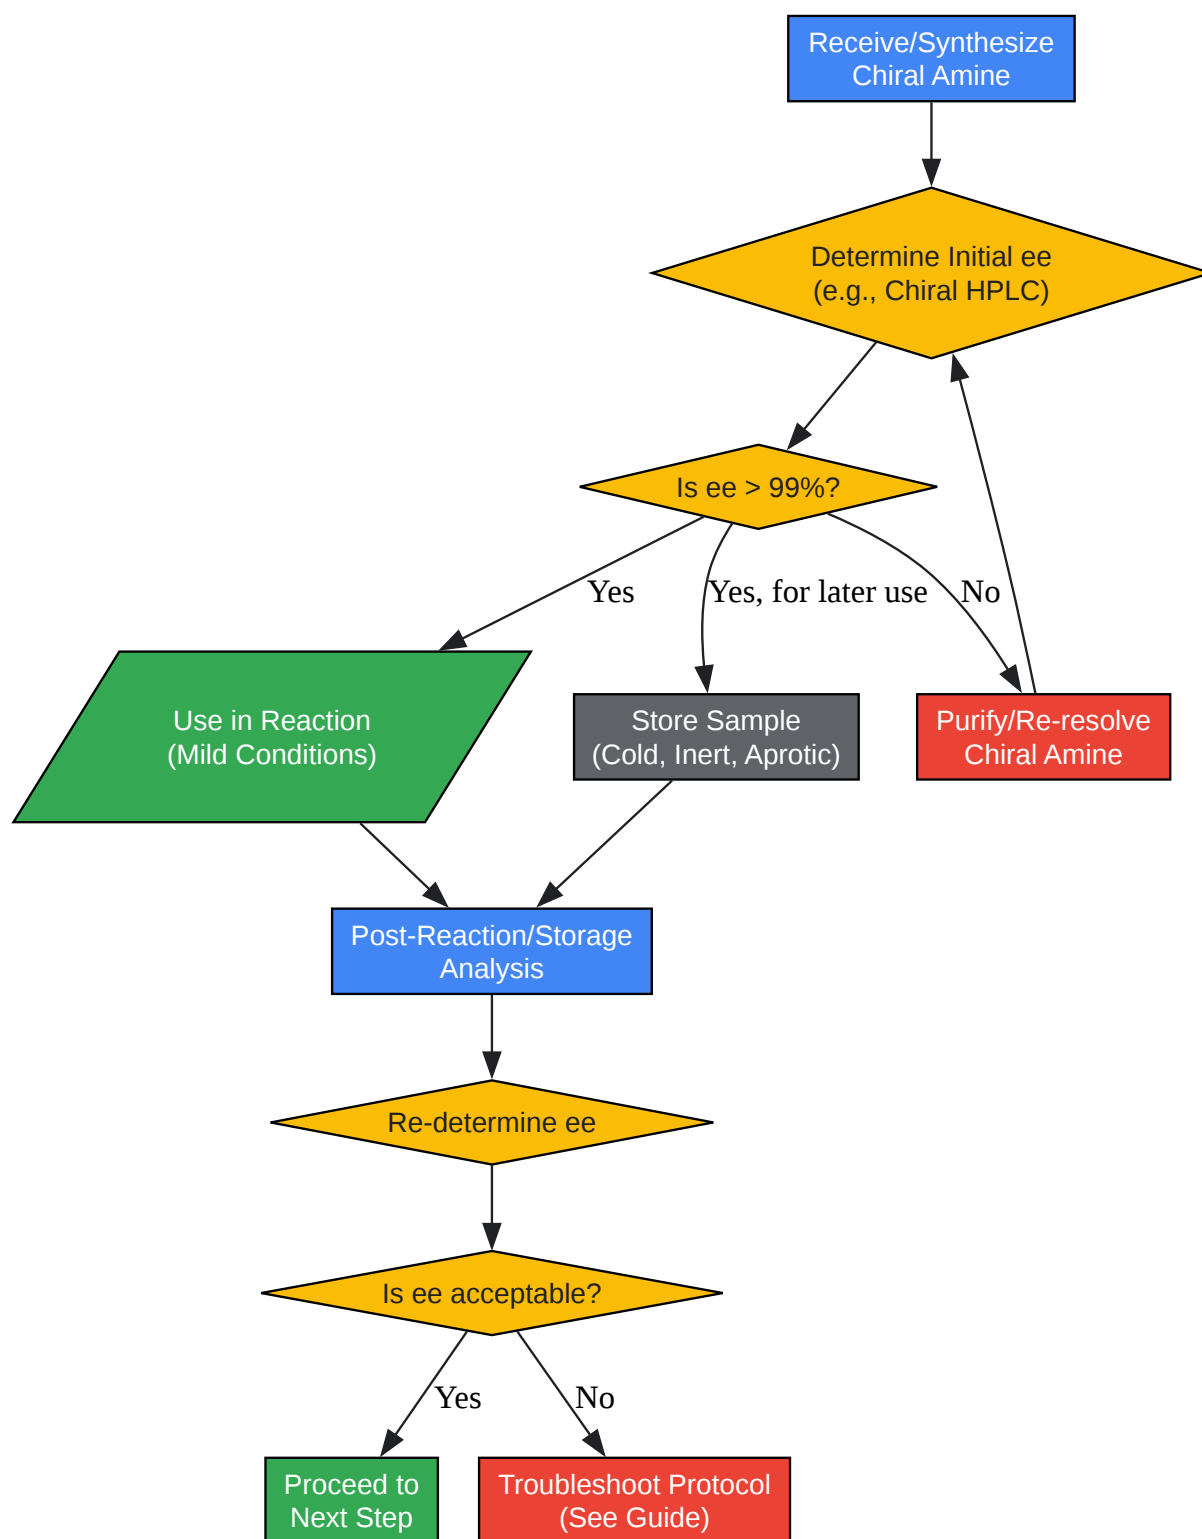 Receive/Synthesize
Chiral Amine
Determine Initial ee
(e.g., Chiral HPLC)
Is ee > 99%?
Yes
Yes, for later use
No
Use in Reaction
(Mild Conditions)
Store Sample
(Cold, Inert, Aprotic)
Purify/Re-resolve
Chiral Amine
Post-Reaction/Storage
Analysis
Re-determine ee
Is ee acceptable?
Yes
No
Proceed to
Next Step
Troubleshoot Protocol
(See Guide)